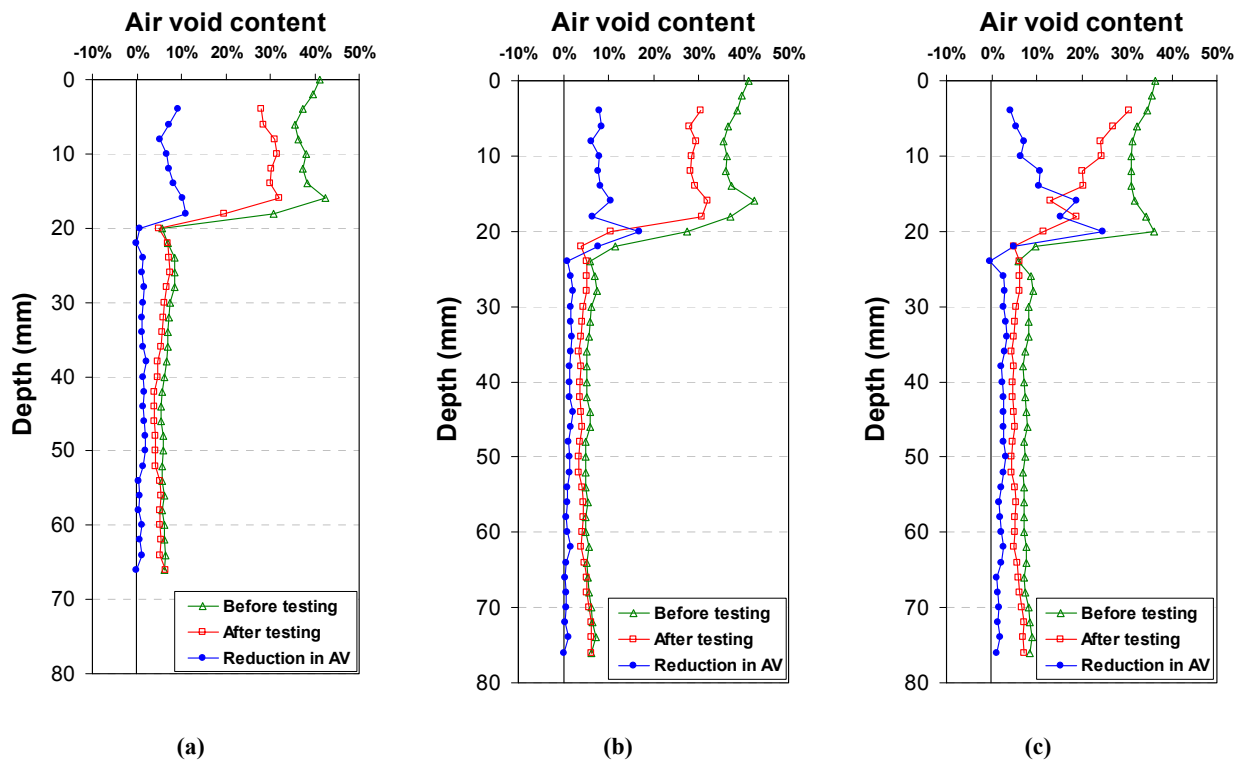 Air void content
-10% 0% 10% 20% 30% 40% 50%
0
10
20
30
40
50
60
70
80
Depth (mm)
Before testing
After testing
Reduction in AV
(a)
Air void content
-10% 0% 10% 20% 30% 40% 50%
0
10
20
30
40
50
60
70
80
Depth (mm)
Before testing
After testing
Reduction in AV
(b)
Air void content
-10% 0% 10% 20% 30% 40% 50%
0
10
20
30
40
50
60
70
80
Depth (mm)
Before testing
After testing
Reduction in AV
(c)